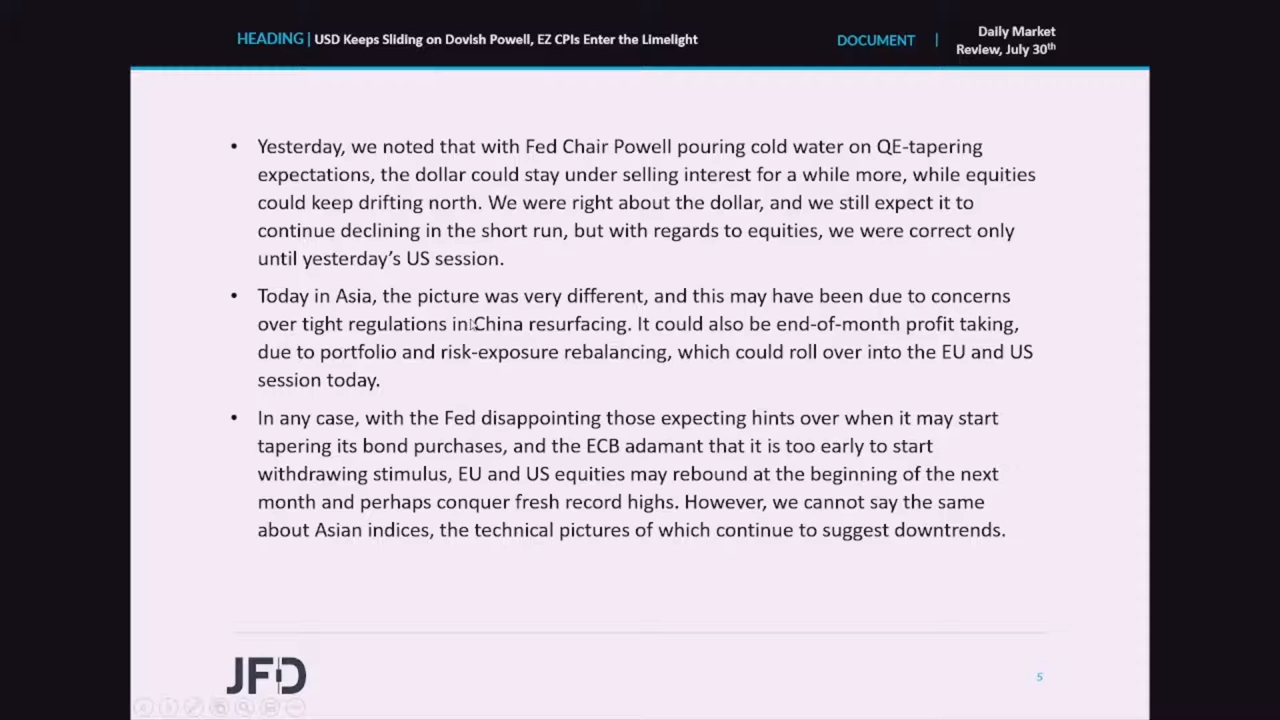 HEADING | USD Keeps Sliding on Dovish Powell, EZ CPIs Enter the Limelight
DOCUMENT | Daily Market
Review, July 30th
• Yesterday, we noted that with Fed Chair Powell pouring cold water on QE-tapering
expectations, the dollar could stay under selling interest for a while more, while equities
could keep drifting north. We were right about the dollar, and we still expect it to
continue declining in the short run, but with regards to equities, we were correct only
until yesterday’s US session.
• Today in Asia, the picture was very different, and this may have been due to concerns
over tight regulations in China resurfacing. It could also be end-of-month profit taking,
due to portfolio and risk-exposure rebalancing, which could roll over into the EU and US
session today.
• In any case, with the Fed disappointing those expecting hints over when it may start
tapering its bond purchases, and the ECB adamant that it is too early to start
withdrawing stimulus, EU and US equities may rebound at the beginning of the next
month and perhaps conquer fresh record highs. However, we cannot say the same
about Asian indices, the technical pictures of which continue to suggest downtrends.
JFD
5